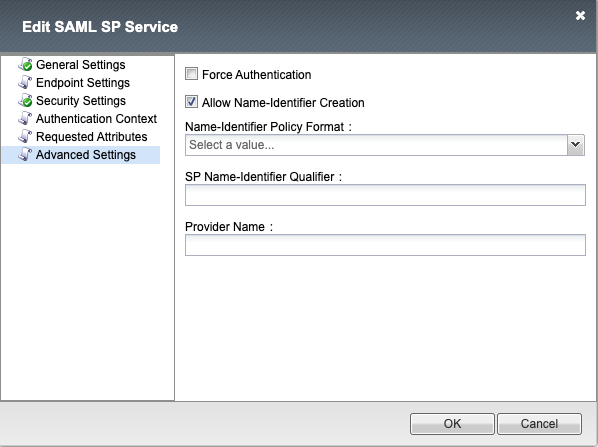 Edit SAML SP Service
General Settings
Endpoint Settings
Security Settings
Authentication Context
Requested Attributes
Advanced Settings
Force Authentication
Allow Name-Identifier Creation
Name-Identifier Policy Format :
Select a value...
SP Name-Identifier Qualifier :
Provider Name :
OK
Cancel